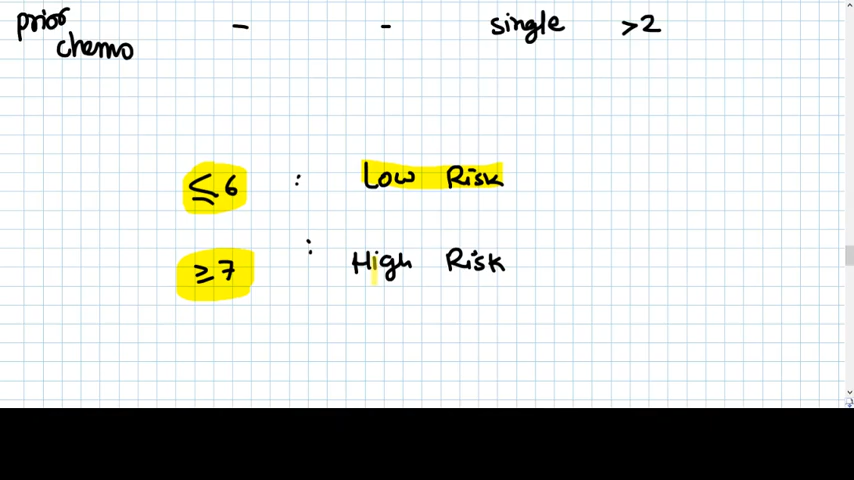 prior - - single >2
chemo
≤6 : Low Risk
≥7 : High Risk